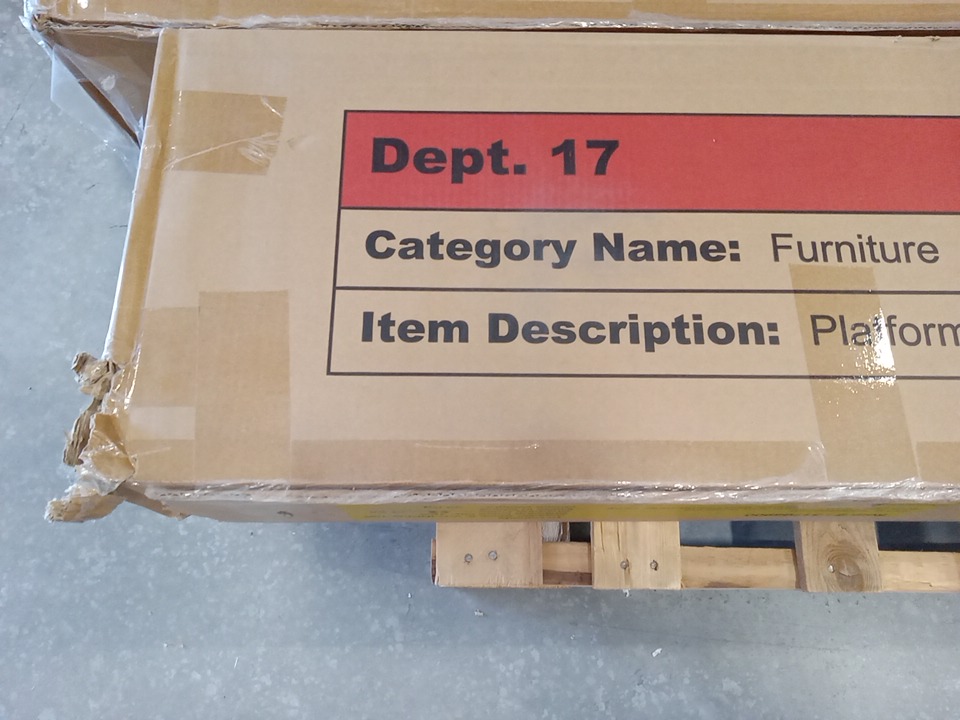 Dept. 17
Category Name: Furniture
Item Description: Platform